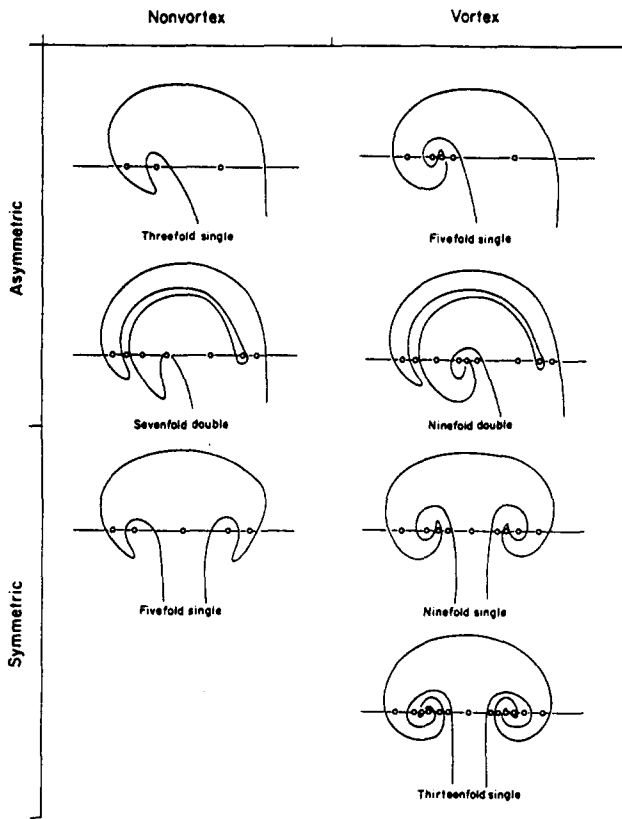 Nonvortex
Vortex
Asymmetric
Threefold single
Fivefold single
Sevenfold double
Ninefold double
Symmetric
Fivefold single
Ninefold single
Thirteenfold single